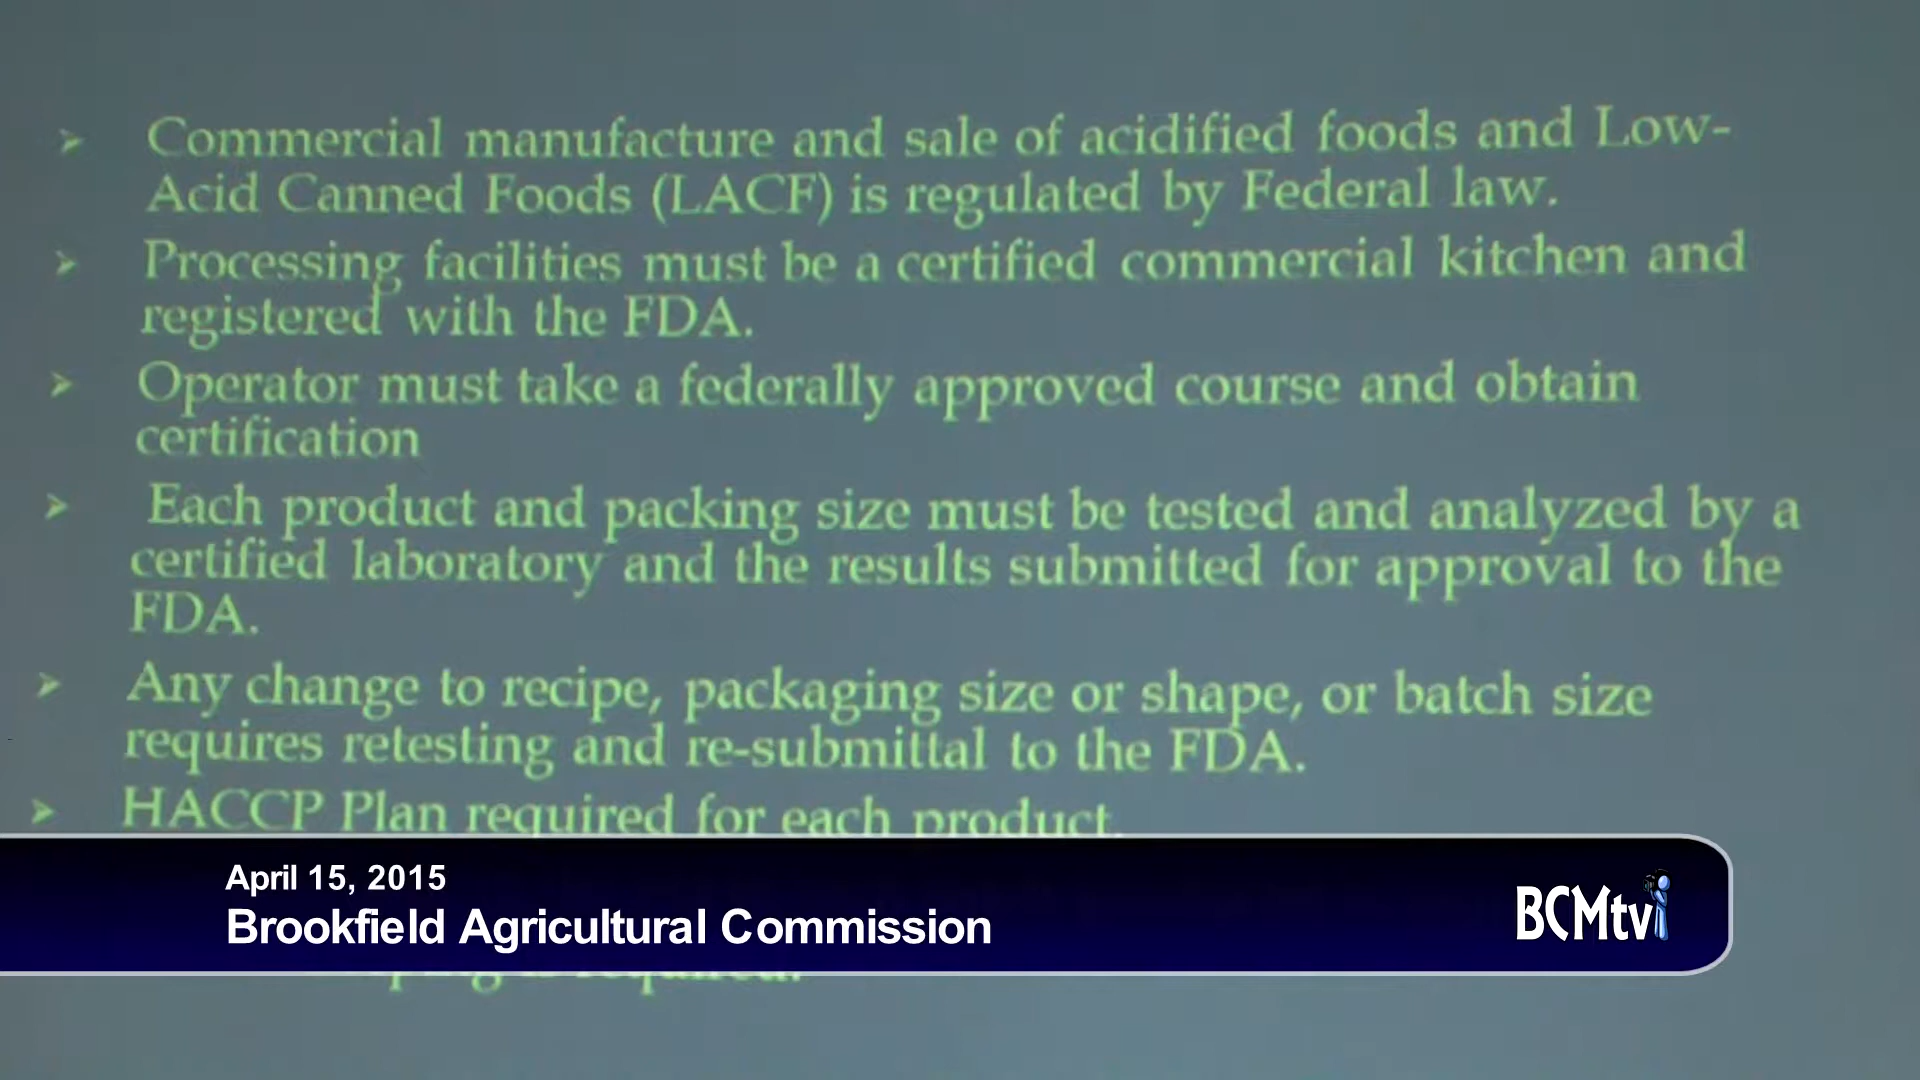 Commercial manufacture and sale of acidified foods and Low-
Acid Canned Foods (LACF) is regulated by Federal law.
Processing facilities must be a certified commercial kitchen and
registered with the FDA.
Operator must take a federally approved course and obtain
certification
Each product and packing size must be tested and analyzed by a
certified laboratory and the results submitted for approval to the
FDA.
Any change to recipe, packaging size or shape, or batch size
requires retesting and re-submittal to the FDA.
HACCP Plan required for each product.
April 15, 2015
Brookfield Agricultural Commission
BCMtv